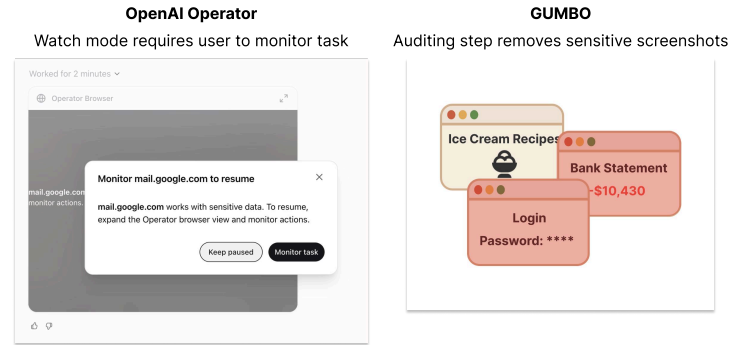 OpenAI Operator
Watch mode requires user to monitor task
Worked for 2 minutes
Operator Browser
mail.google.com
monitor actions.
Monitor mail.google.com to resume
mail.google.com works with sensitive data. To resume,
expand the Operator browser view and monitor actions.
Keep paused
Monitor task
GUMBO
Auditing step removes sensitive screenshots
Ice Cream Recipes
Bank Statement
-$10,430
Login
Password: ****